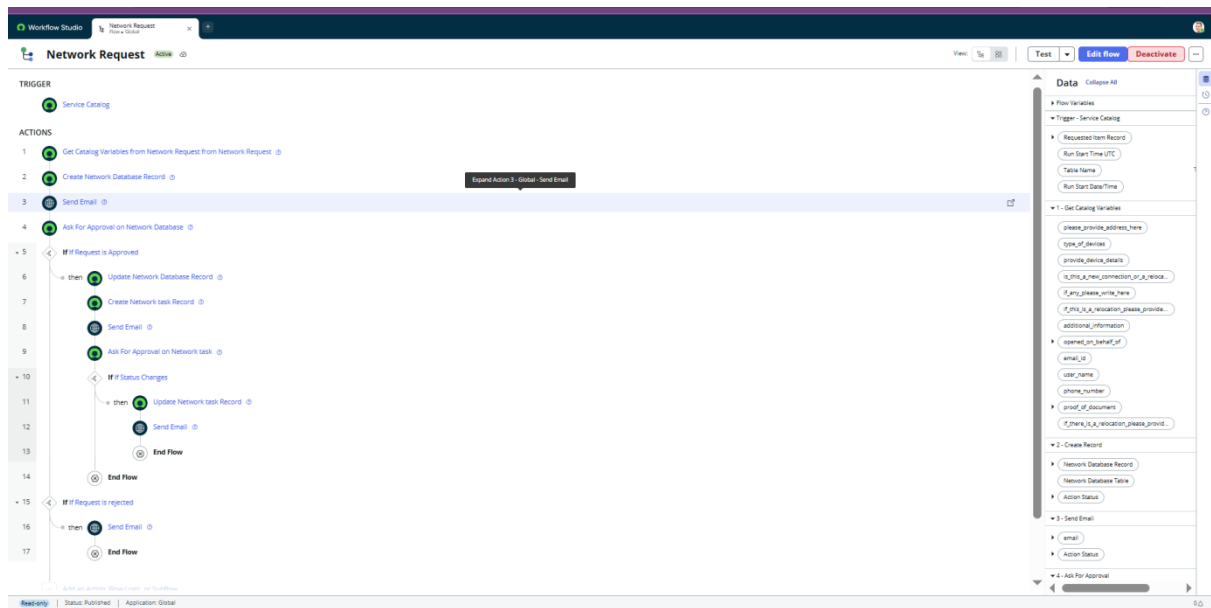 Workflow Studio
Network Request
Flow • Global
Network Request Active
View:
Test
Edit flow
Deactivate
TRIGGER
Service Catalog
ACTIONS
1 Get Catalog Variables from Network Request from Network Request
2 Create Network Database Record
Expand Action 3 - Global - Send Email
3 Send Email
4 Ask For Approval on Network Database
5 If If Request is Approved
6 then Update Network Database Record
7 Create Network task Record
8 Send Email
9 Ask For Approval on Network task
10 If If Status Changes
11 then Update Network task Record
12 Send Email
13 End Flow
14 End Flow
15 If If Request is rejected
16 then Send Email
17 End Flow
Add an Action, Flow Logic, or Subflow
Data Collapse All
Flow Variables
Trigger - Service Catalog
Requested Item Record
Run Start Time UTC
Table Name
Run Start Date/Time
1 - Get Catalog Variables
please_provide_address_here
type_of_devices
provide_device_details
is_this_a_new_connection_or_a_reloca...
if_any_please_write_here
if_this_is_a_relocation_please_provide...
additional_information
opened_on_behalf_of
email_id
user_name
phone_number
proof_of_document
if_there_is_a_relocation_please_provid...
2 - Create Record
Network Database Record
Network Database Table
Action Status
3 - Send Email
email
Action Status
4 - Ask For Approval
Read-only | Status: Published | Application: Global